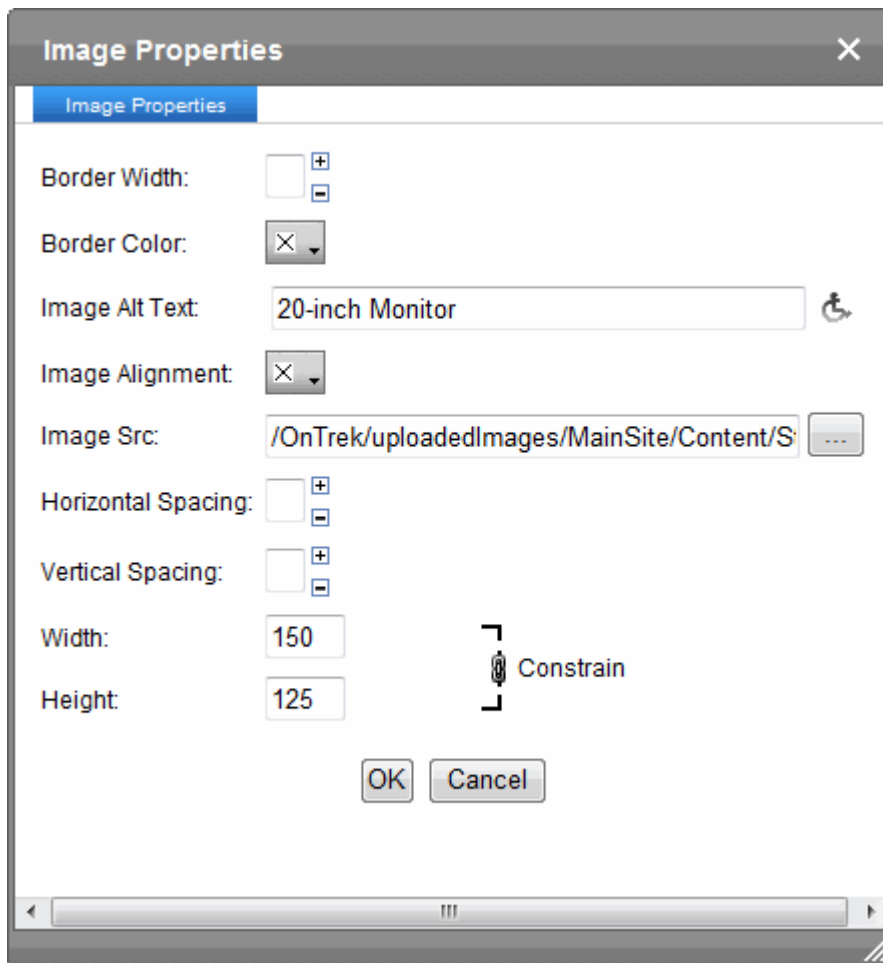 Image Properties
Image Properties
Border Width:
Border Color:
Image Alt Text: 20-inch Monitor
Image Alignment:
Image Src: /OnTrek/uploadedImages/MainSite/Content/St ...
Horizontal Spacing:
Vertical Spacing:
Width: 150
Constrain
Height: 125
OK Cancel